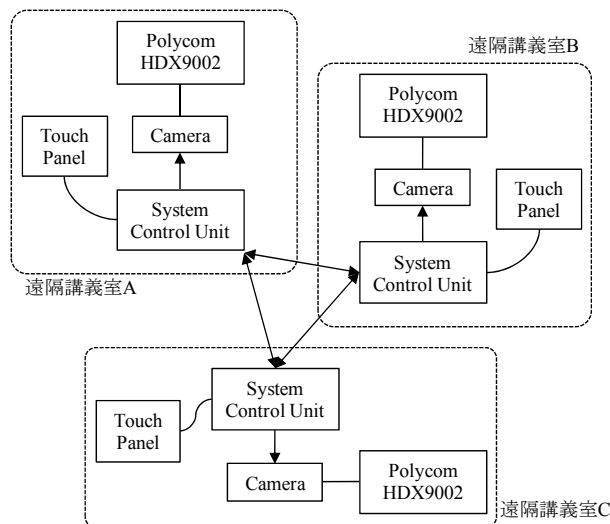 Polycom
HDX9002
Camera
Touch
Panel
System
Control Unit
遠隔講義室A
遠隔講義室B
Polycom
HDX9002
Camera
Touch
Panel
System
Control Unit
System
Control Unit
Touch
Panel
Camera
Polycom
HDX9002
遠隔講義室C